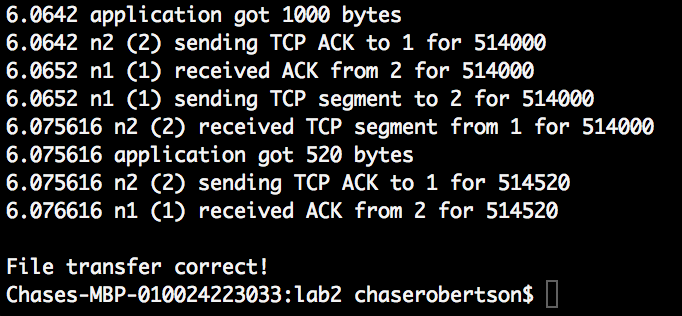 6.0642 application got 1000 bytes
6.0642 n2 (2) sending TCP ACK to 1 for 514000
6.0652 n1 (1) received ACK from 2 for 514000
6.0652 n1 (1) sending TCP segment to 2 for 514000
6.075616 n2 (2) received TCP segment from 1 for 514000
6.075616 application got 520 bytes
6.075616 n2 (2) sending TCP ACK to 1 for 514520
6.076616 n1 (1) received ACK from 2 for 514520
File transfer correct!
Chases-MBP-010024223033:lab2 chaserobertson$